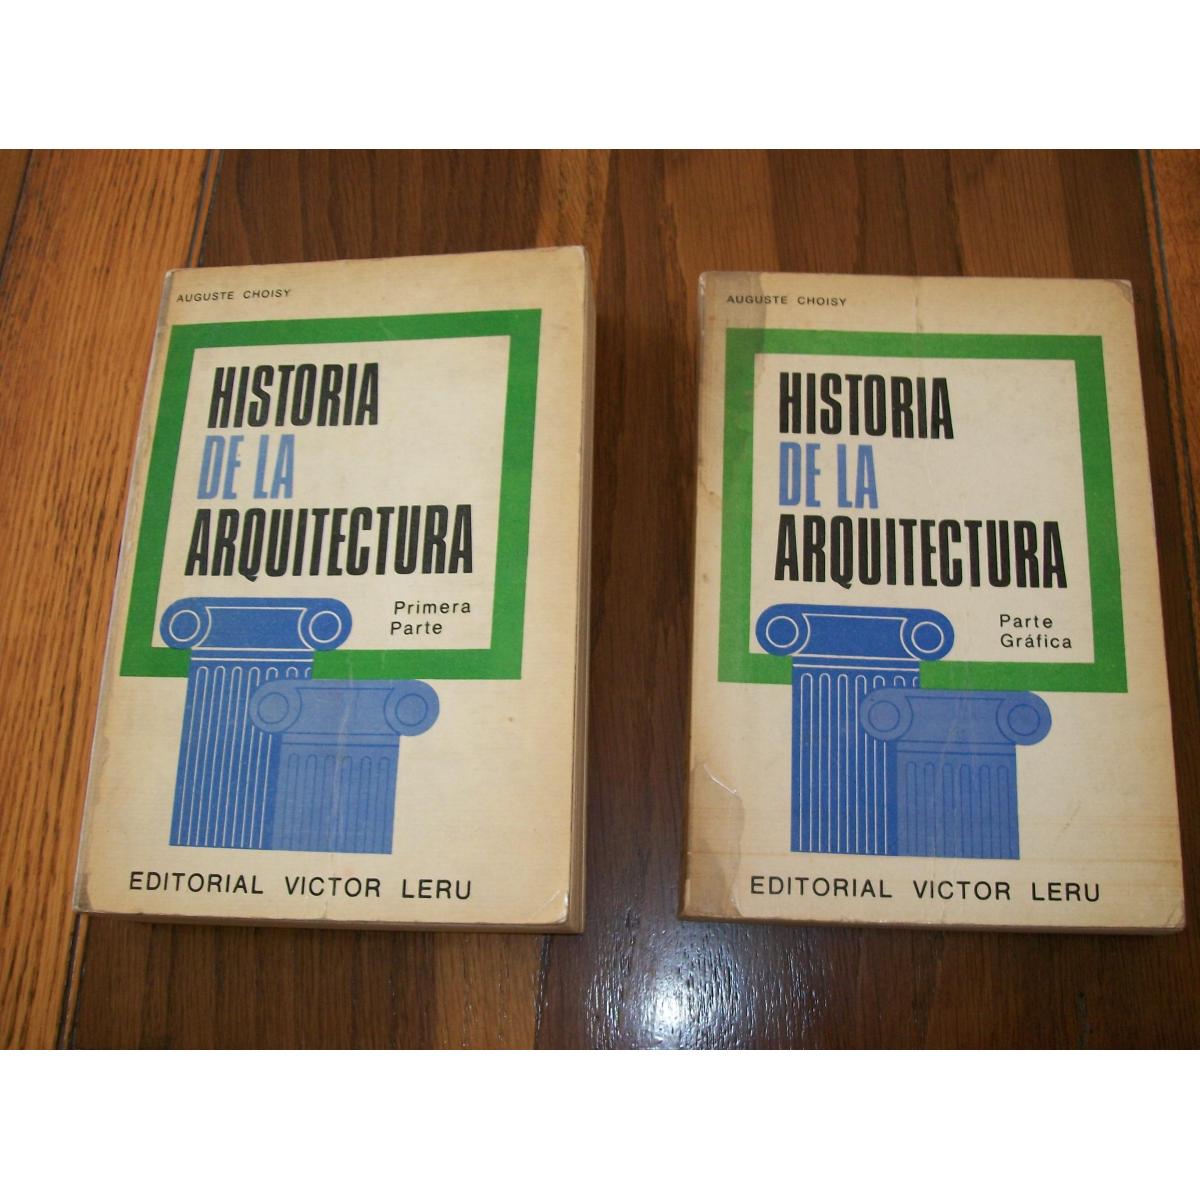 AUGUSTE CHOISY
HISTORIA
DE LA
ARQUITECTURA
Primera
Parte
EDITORIAL VICTOR LERU
AUGUSTE CHOISY
HISTORIA
DE LA
ARQUITECTURA
Parte
Gráfica
EDITORIAL VICTOR LERU